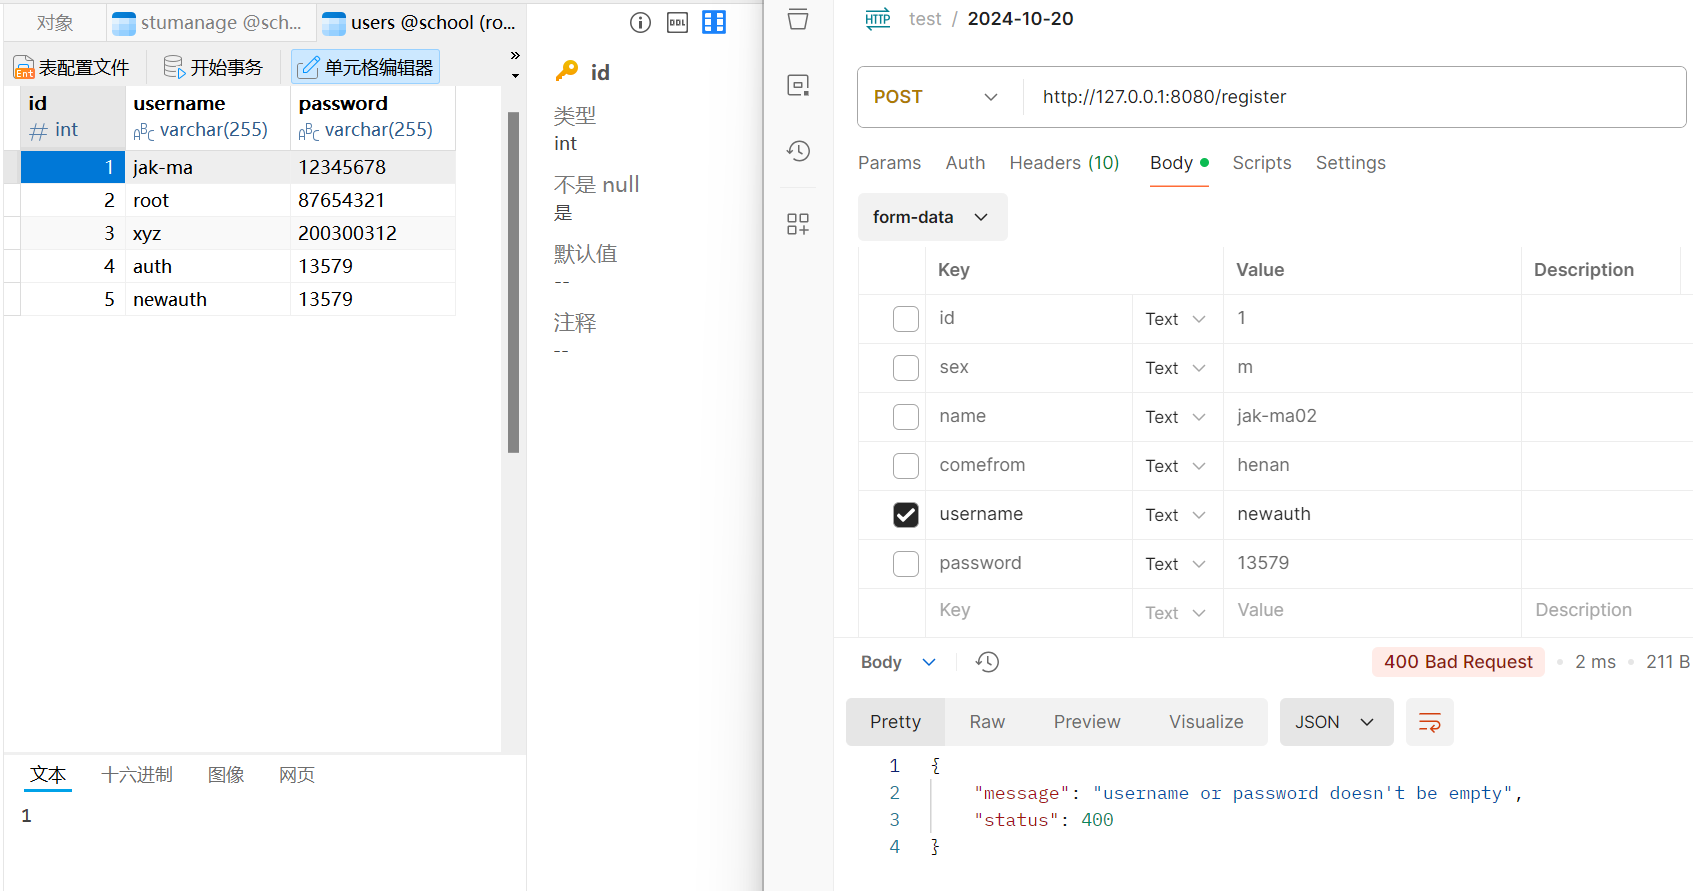 对象
stumanage @sch...
users @school (ro...
表配置文件
开始事务
单元格编辑器
id
username
password
# int
ABC varchar(255)
ABC varchar(255)
1 jak-ma 12345678
2 root 87654321
3 xyz 200300312
4 auth 13579
5 newauth 13579
文本 十六进制 图像 网页
1
DDL
id
类型
int
不是 null
是
默认值
--
注释
--
HTTP test / 2024-10-20
POST http://127.0.0.1:8080/register
Params Auth Headers (10) Body Scripts Settings
form-data
Key Value Description
id Text 1
sex Text m
name Text jak-ma02
comefrom Text henan
username Text newauth
password Text 13579
Key Text Value Description
Body 400 Bad Request • 2 ms • 211 B
Pretty Raw Preview Visualize JSON
1 {
2 "message": "username or password doesn't be empty",
3 "status": 400
4 }